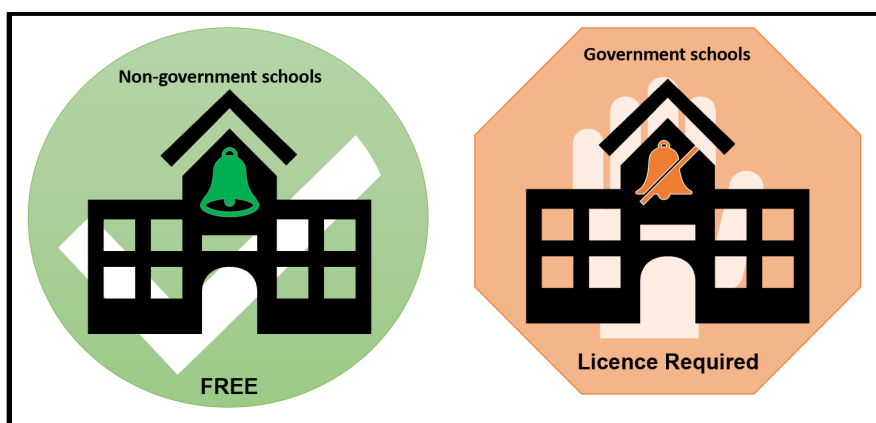 Non-government schools
FREE
Government schools
Licence Required